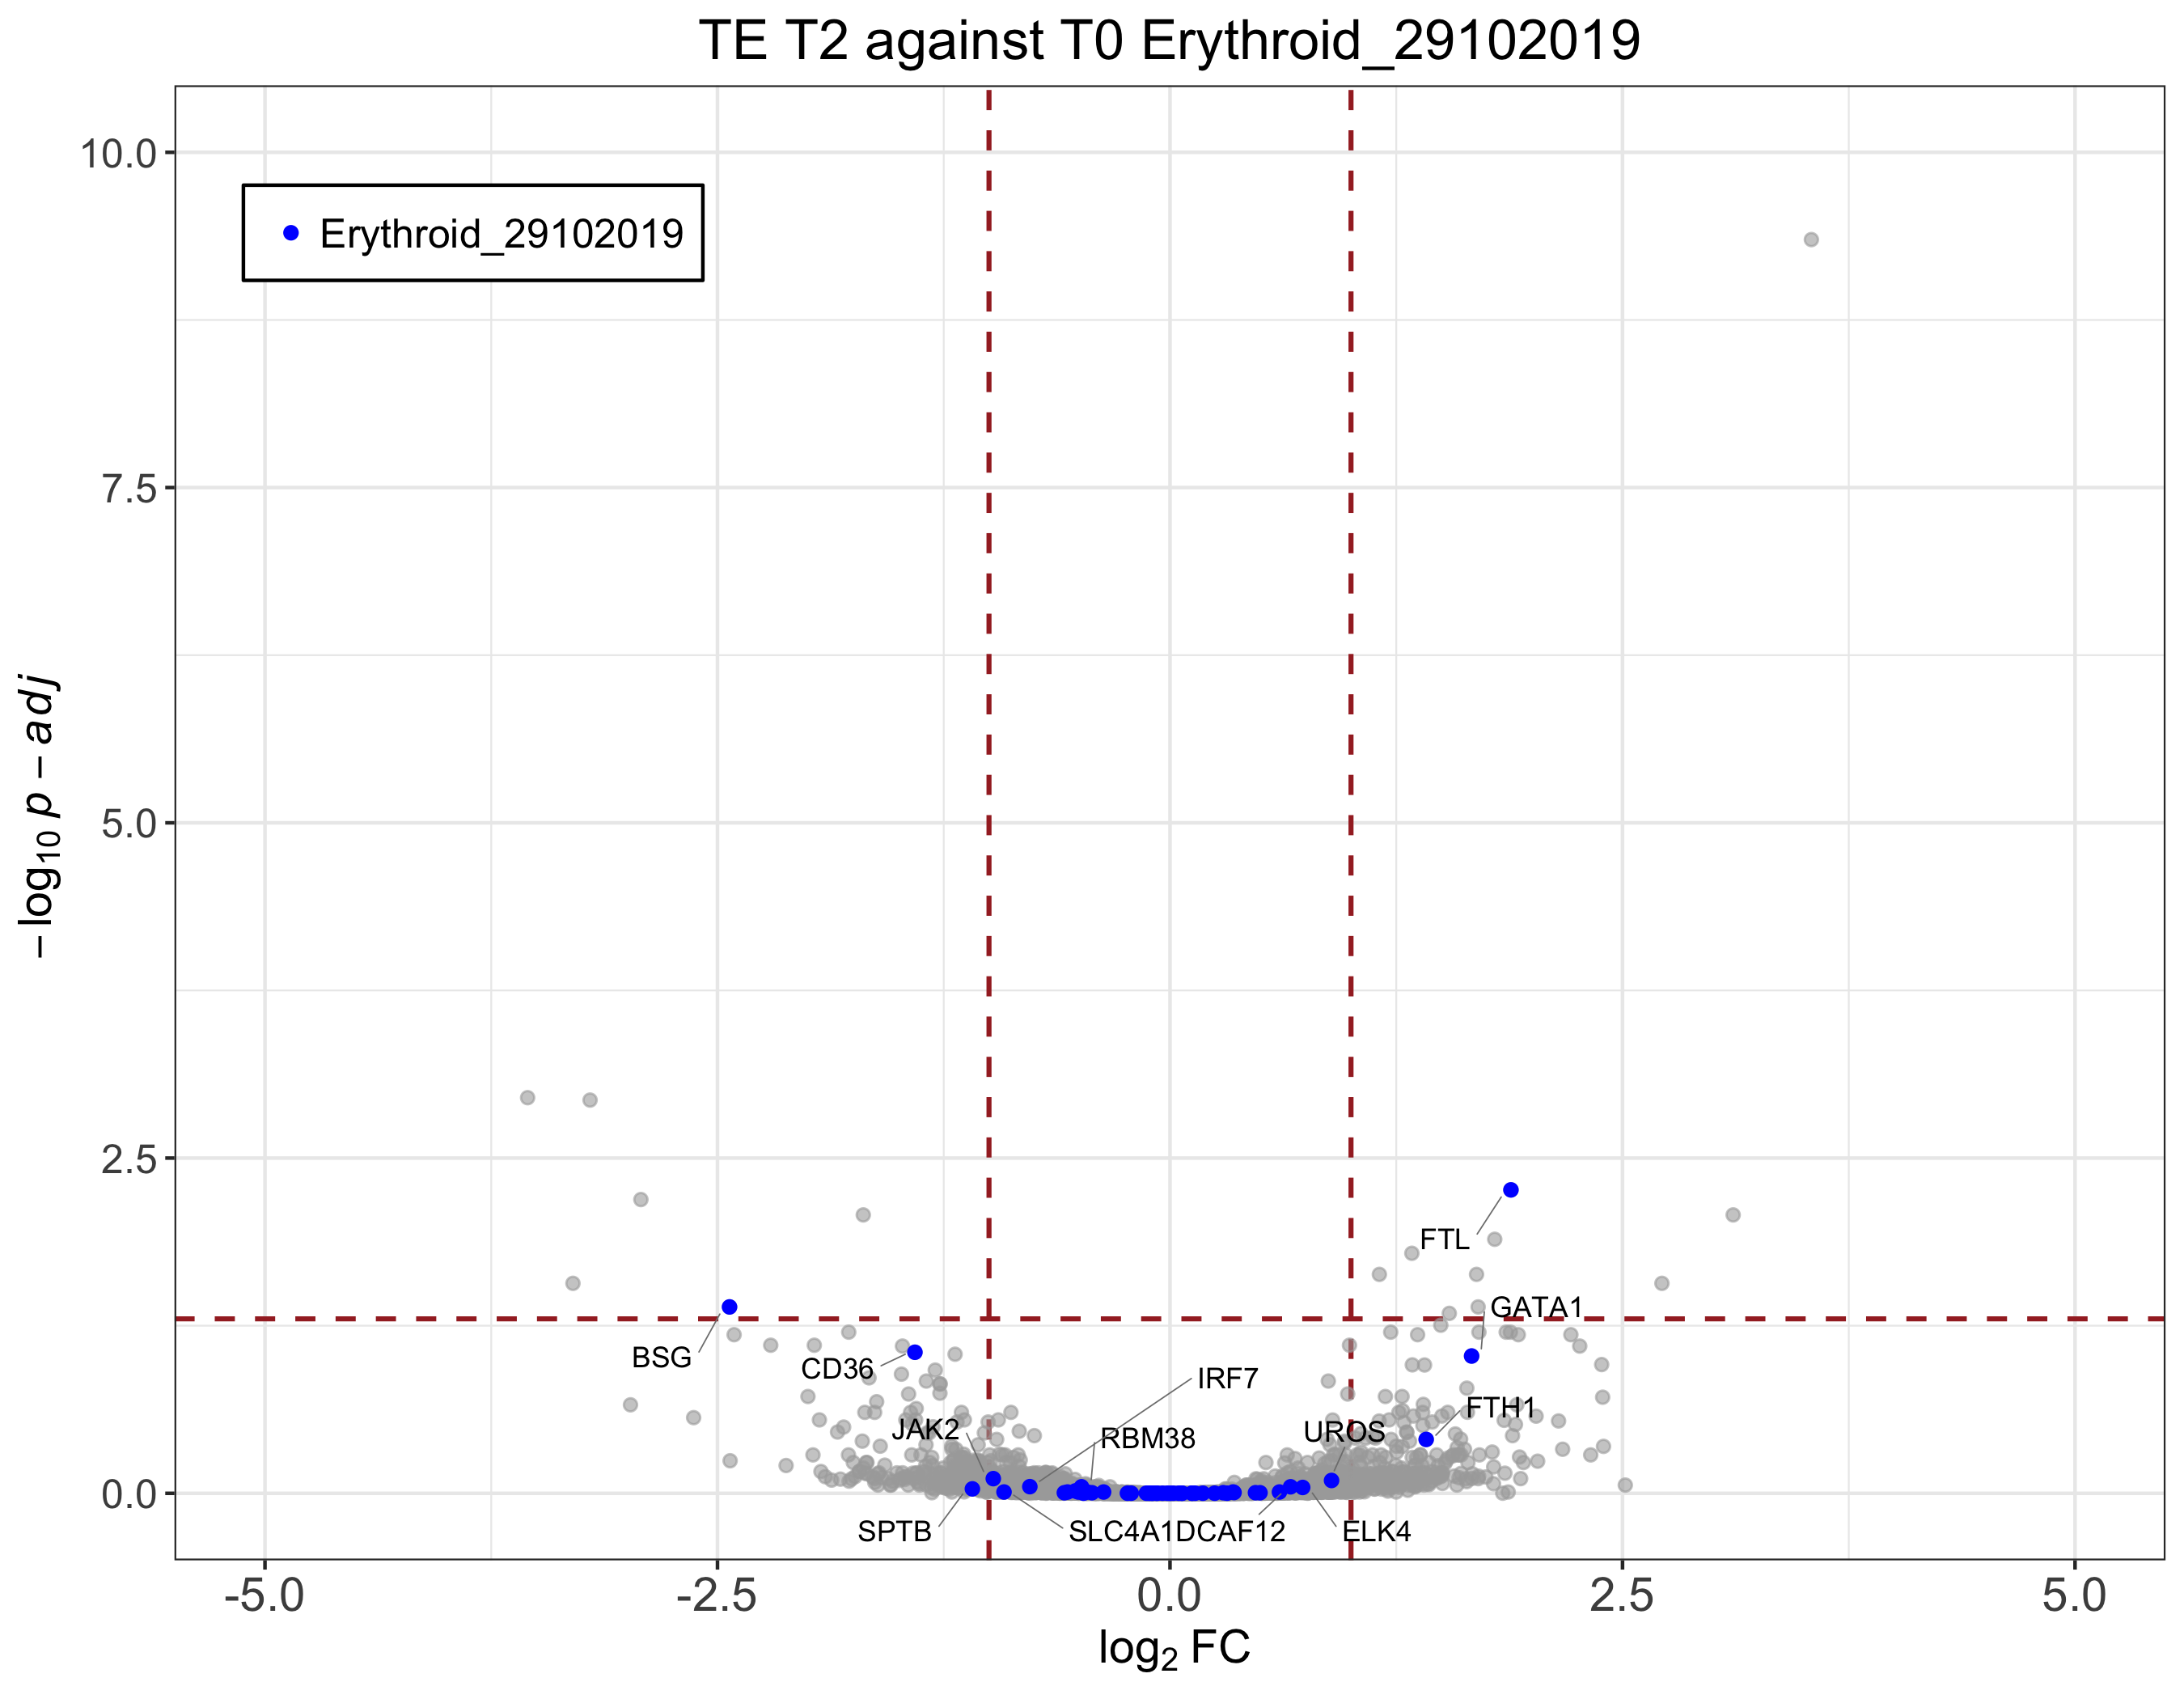 TE T2 against T0 Erythroid_29102019
10.0
Erythroid_29102019
7.5
5.0
2.5
0.0
−log10 p − adj
FTL
GATA1
BSG
CD36
IRF7
FTH1
JAK2
RBM38
UROS
SPTB
SLC4A1
DCAF12
ELK4
-5.0
-2.5
0.0
2.5
5.0
log2 FC